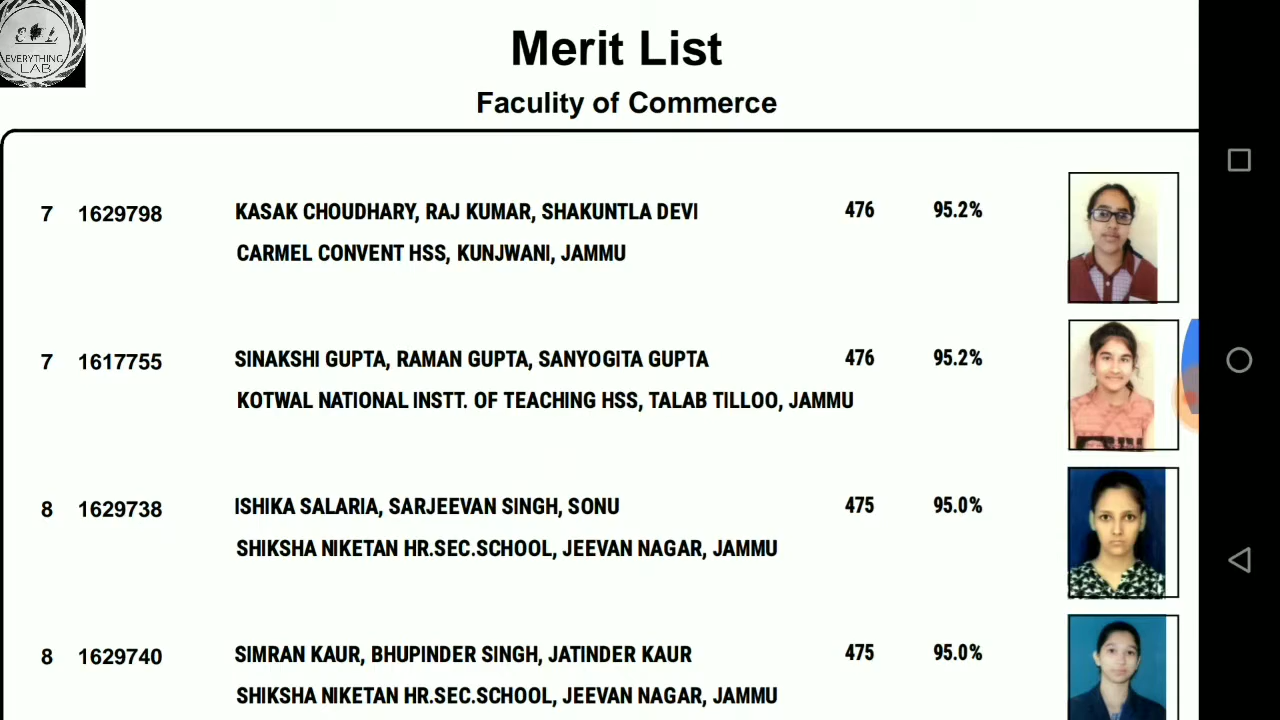 EL
EVERYTHING
LAB
Merit List
Faculity of Commerce
7 1629798 KASAK CHOUDHARY, RAJ KUMAR, SHAKUNTLA DEVI 476 95.2%
CARMEL CONVENT HSS, KUNJWANI, JAMMU
7 1617755 SINAKSHI GUPTA, RAMAN GUPTA, SANYOGITA GUPTA 476 95.2%
KOTWAL NATIONAL INSTT. OF TEACHING HSS, TALAB TILLOO, JAMMU
8 1629738 ISHIKA SALARIA, SARJEEVAN SINGH, SONU 475 95.0%
SHIKSHA NIKETAN HR.SEC.SCHOOL, JEEVAN NAGAR, JAMMU
8 1629740 SIMRAN KAUR, BHUPINDER SINGH, JATINDER KAUR 475 95.0%
SHIKSHA NIKETAN HR.SEC.SCHOOL, JEEVAN NAGAR, JAMMU